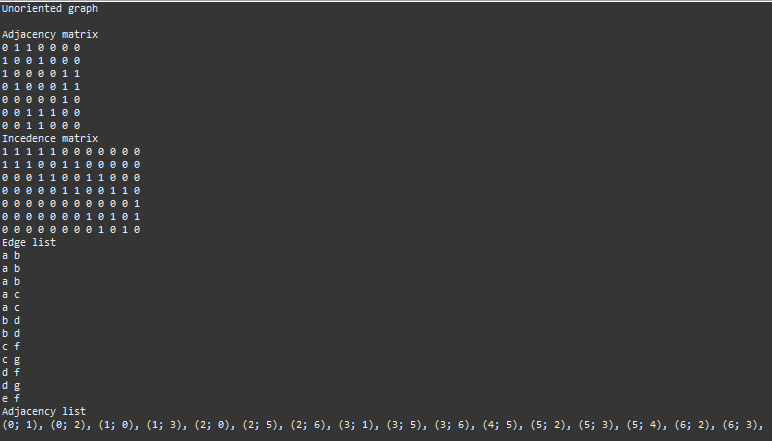 Unoriented graph
Adjacency matrix
0 1 1 0 0 0 0
1 0 0 1 0 0 0
1 0 0 0 0 1 1
0 1 0 0 0 1 1
0 0 0 0 0 1 0
0 0 1 1 1 0 0
0 0 1 1 0 0 0
Incedence matrix
1 1 1 1 1 0 0 0 0 0 0 0
1 1 1 0 0 1 1 0 0 0 0 0
0 0 0 1 1 0 0 1 1 0 0 0
0 0 0 0 0 1 1 0 0 1 1 0
0 0 0 0 0 0 0 0 0 0 0 1
0 0 0 0 0 0 0 1 0 1 0 1
0 0 0 0 0 0 0 0 1 0 1 0
Edge list
a b
a b
a b
a c
a c
b d
b d
c f
c g
d f
d g
e f
Adjacency list
(0; 1), (0; 2), (1; 0), (1; 3), (2; 0), (2; 5), (2; 6), (3; 1), (3; 5), (3; 6), (4; 5), (5; 2), (5; 3), (5; 4), (6; 2), (6; 3),